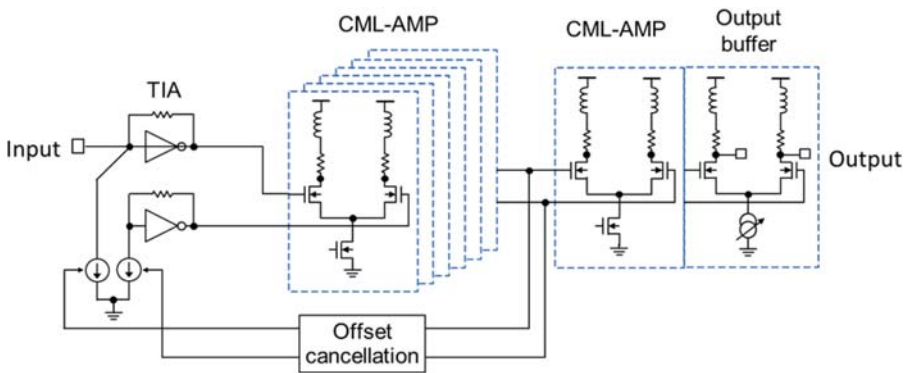 CML-AMP
CML-AMP
Output
buffer
TIA
Input
Output
Offset
cancellation